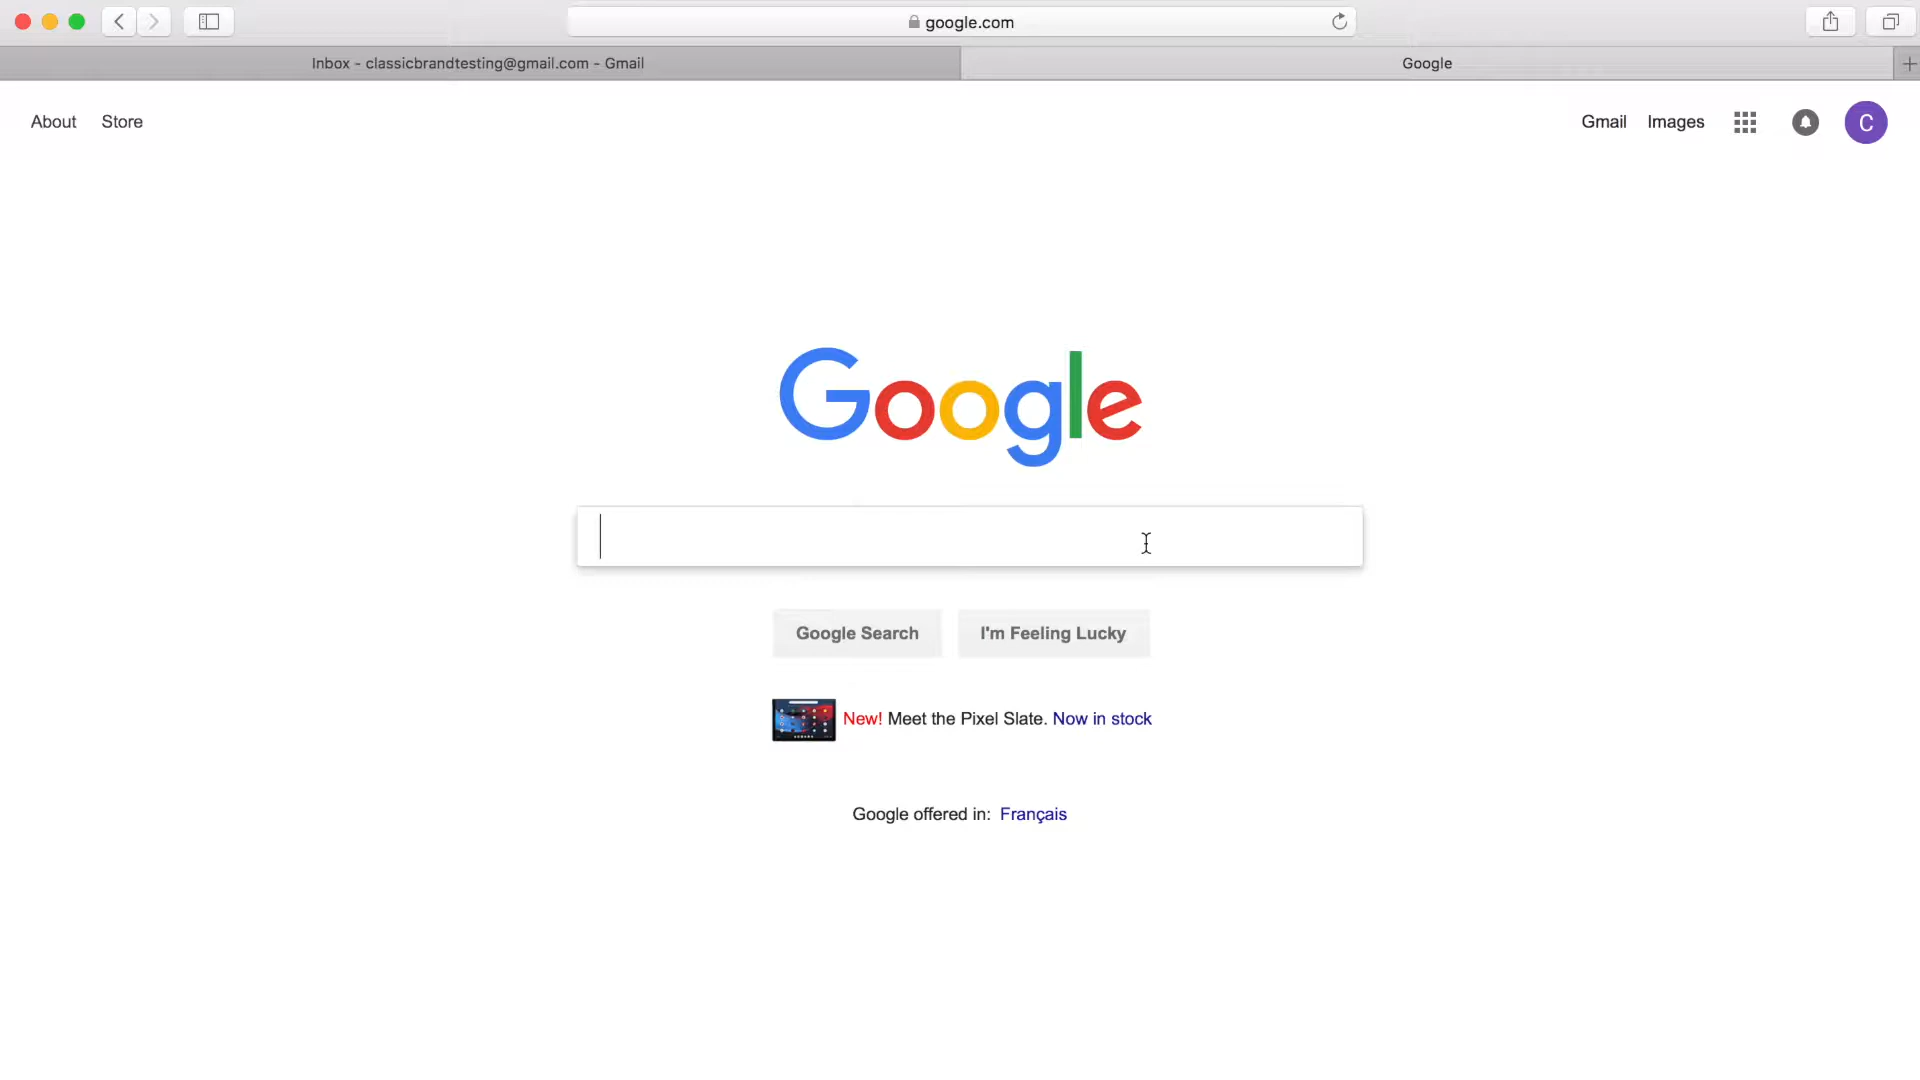 google.com
Inbox - classicbrandtesting@gmail.com - Gmail
Google
About
Store
Gmail
Images
C
Google
Google Search
I'm Feeling Lucky
New! Meet the Pixel Slate. Now in stock
Google offered in: Français